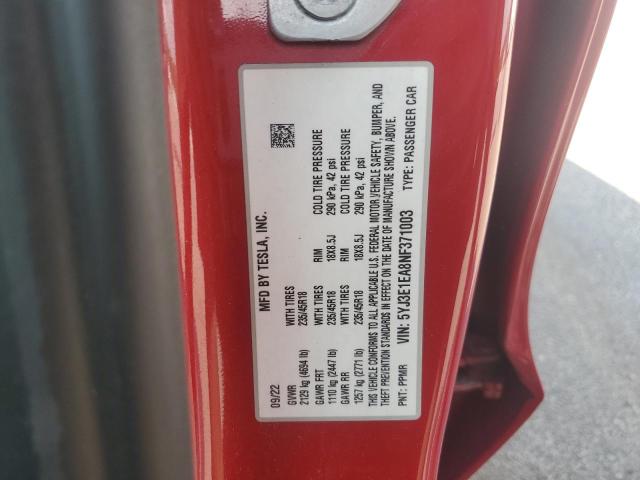 MFD BY TESLA, INC.
09/22
GVWR WITH TIRES RIM COLD TIRE PRESSURE
2129 kg (4694 lb) 235/45R18 18X8.5J 290 kPa, 42 psi
GAWR FRT WITH TIRES RIM COLD TIRE PRESSURE
1110 kg (2447 lb) 235/45R18 18X8.5J 290 kPa, 42 psi
GAWR RR WITH TIRES
1257 kg (2771 lb) 235/45R18
THIS VEHICLE CONFORMS TO ALL APPLICABLE U.S. FEDERAL MOTOR VEHICLE SAFETY, BUMPER, AND
THEFT PREVENTION STANDARDS IN EFFECT ON THE DATE OF MANUFACTURE SHOWN ABOVE.
VIN: 5YJ3E1EA8NF371003
PNT: PPMR TYPE: PASSENGER CAR